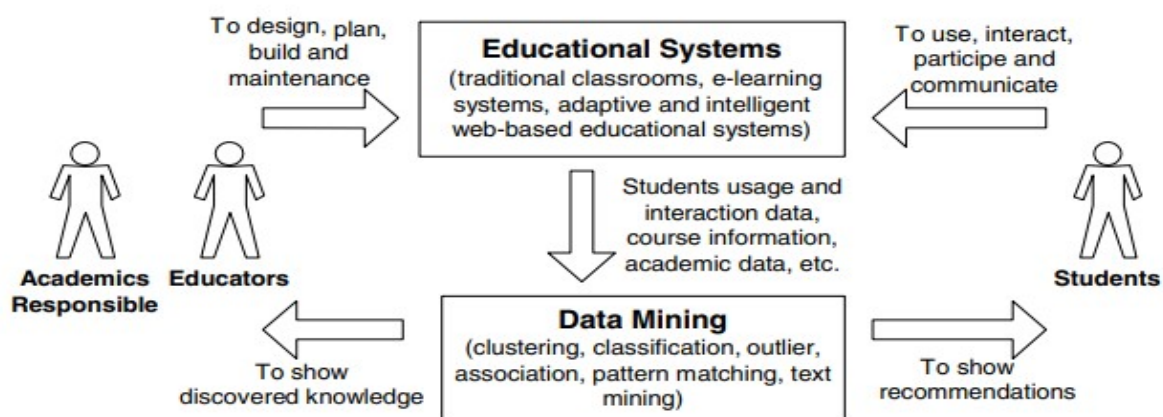 To design, plan,
build and
maintenance
Educational Systems
(traditional classrooms, e-learning
systems, adaptive and intelligent
web-based educational systems)
To use, interact,
participe and
communicate
Students usage and
interaction data,
course information,
academic data, etc.
Academics
Responsible
Educators
Students
Data Mining
(clustering, classification, outlier,
association, pattern matching, text
mining)
To show
discovered knowledge
To show
recommendations